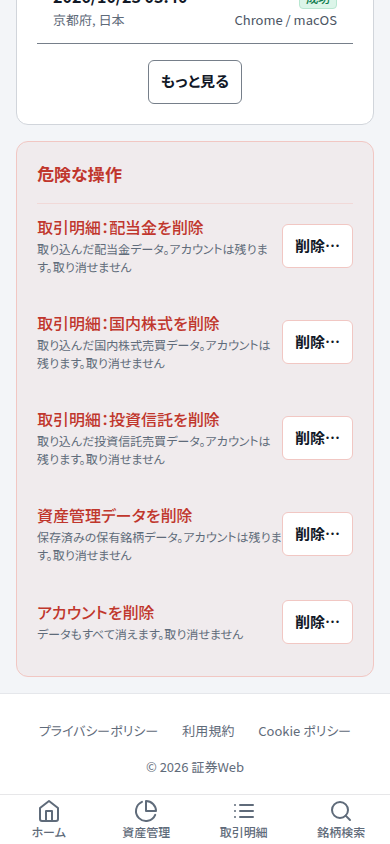 京都府, 日本
Chrome / macOS
もっと見る
危険な操作
取引明細：配当金を削除
取り込んだ配当金データ。アカウントは残りま
す。取り消せません
削除…
取引明細：国内株式を削除
取り込んだ国内株式売買データ。アカウントは
残ります。取り消せません
削除…
取引明細：投資信託を削除
取り込んだ投資信託売買データ。アカウントは
残ります。取り消せません
削除…
資産管理データを削除
保存済みの保有銘柄データ。アカウントは残りま
す。取り消せません
削除…
アカウントを削除
データもすべて消えます。取り消せません
削除…
プライバシーポリシー
利用規約
Cookie ポリシー
© 2026 証券Web
ホーム
資産管理
取引明細
銘柄検索